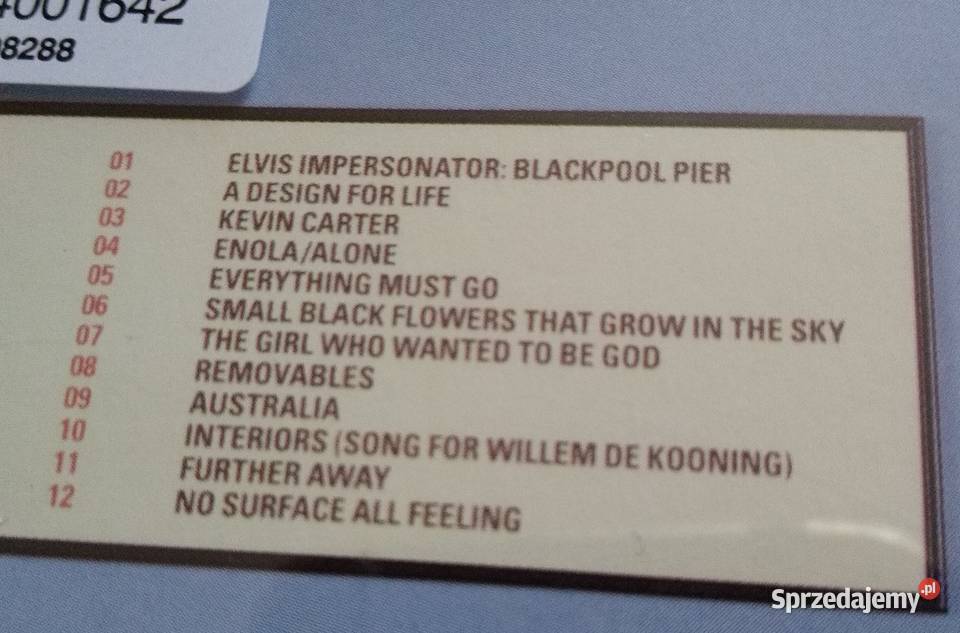 4001642
08288
01 ELVIS IMPERSONATOR: BLACKPOOL PIER
02 A DESIGN FOR LIFE
03 KEVIN CARTER
04 ENOLA/ALONE
05 EVERYTHING MUST GO
06 SMALL BLACK FLOWERS THAT GROW IN THE SKY
07 THE GIRL WHO WANTED TO BE GOD
08 REMOVABLES
09 AUSTRALIA
10 INTERIORS (SONG FOR WILLEM DE KOONING)
11 FURTHER AWAY
12 NO SURFACE ALL FEELING
Sprzedajemy.pl